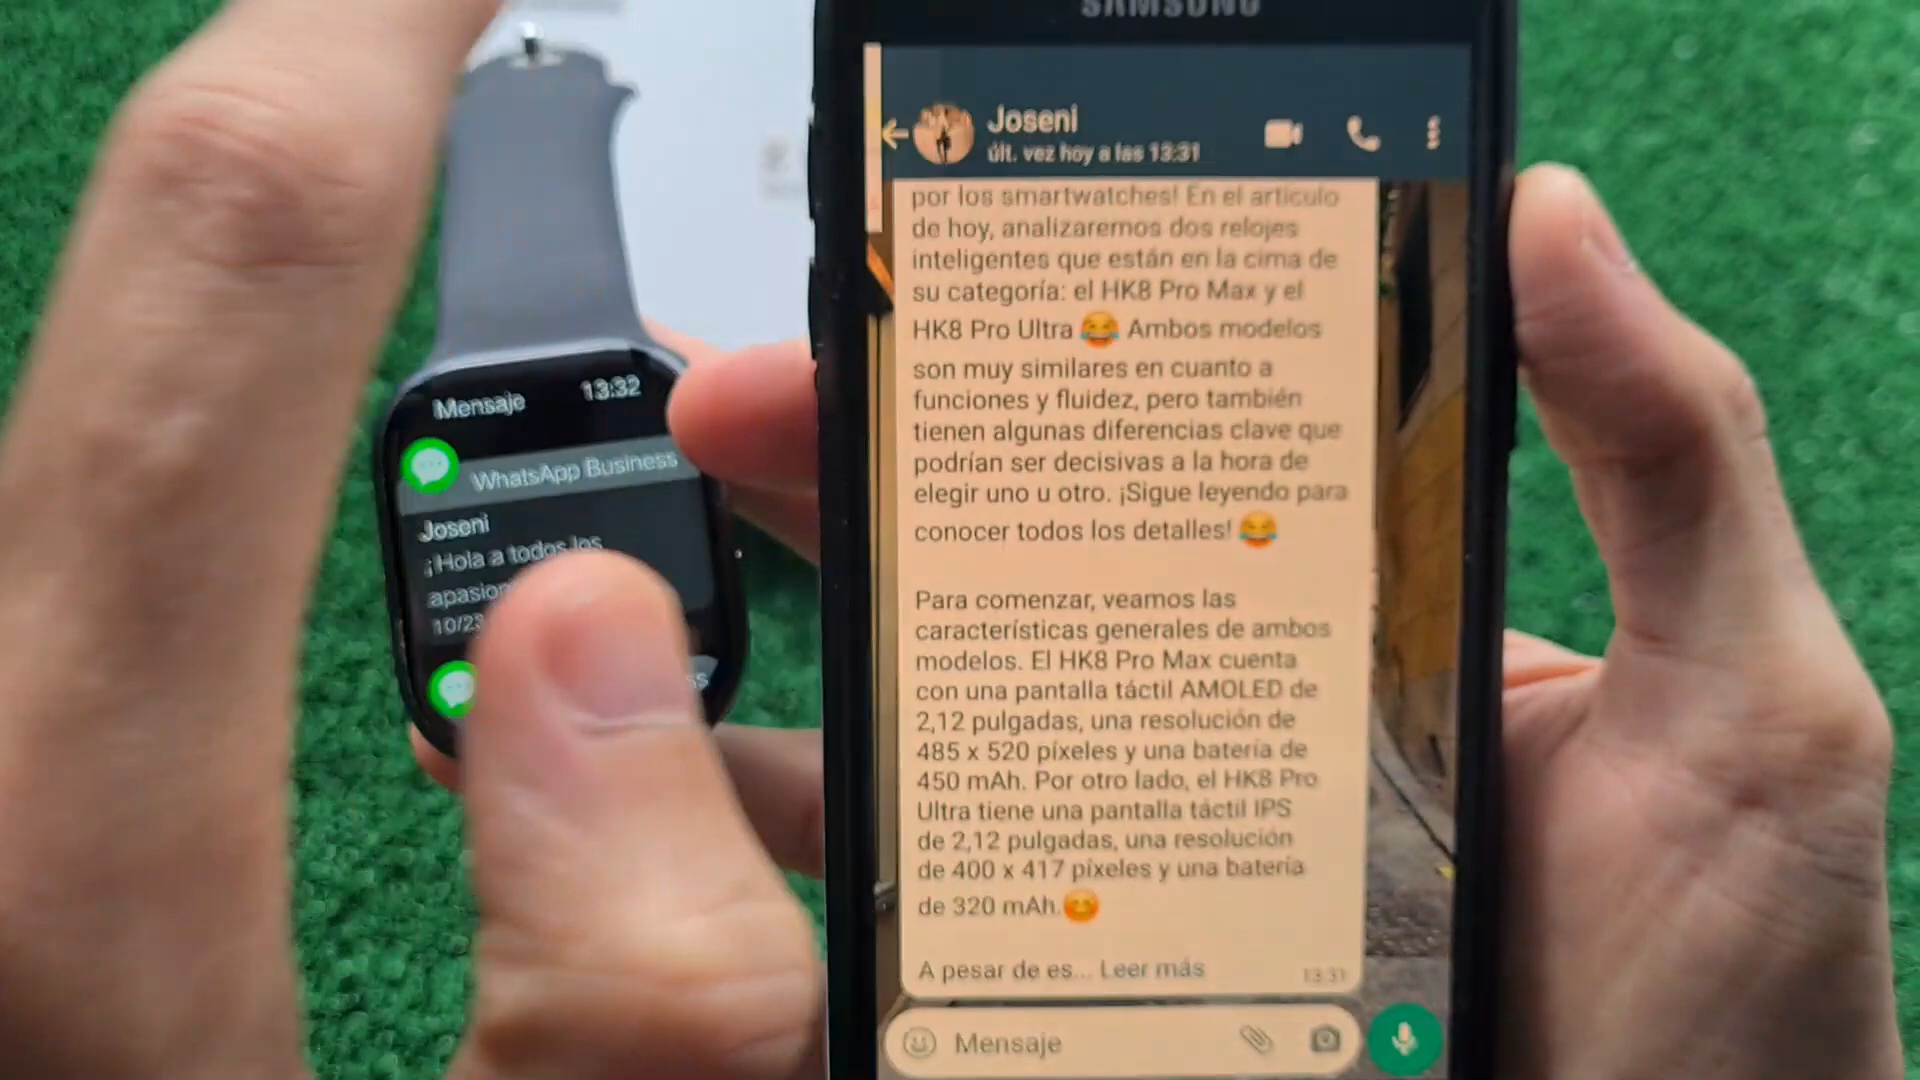 Mensaje
13:32
WhatsApp Business
Joseni
¡Hola a todos los
10/23
ss
SAMSUNG
Joseni
últ. vez hoy a las 13:31
por los smartwatches! En el artículo
de hoy, analizaremos dos relojes
inteligentes que están en la cima de
su categoría: el HK8 Pro Max y el
HK8 Pro Ultra 😂 Ambos modelos
son muy similares en cuanto a
funciones y fluidez, pero también
tienen algunas diferencias clave que
podrían ser decisivas a la hora de
elegir uno u otro. ¡Sigue leyendo para
conocer todos los detalles! 😂
Para comenzar, veamos las
características generales de ambos
modelos. El HK8 Pro Max cuenta
con una pantalla táctil AMOLED de
2,12 pulgadas, una resolución de
485 x 520 píxeles y una batería de
450 mAh. Por otro lado, el HK8 Pro
Ultra tiene una pantalla táctil IPS
de 2,12 pulgadas, una resolución
de 400 x 417 píxeles y una batería
de 320 mAh.😊
A pesar de es... Leer más
13:31
Mensaje